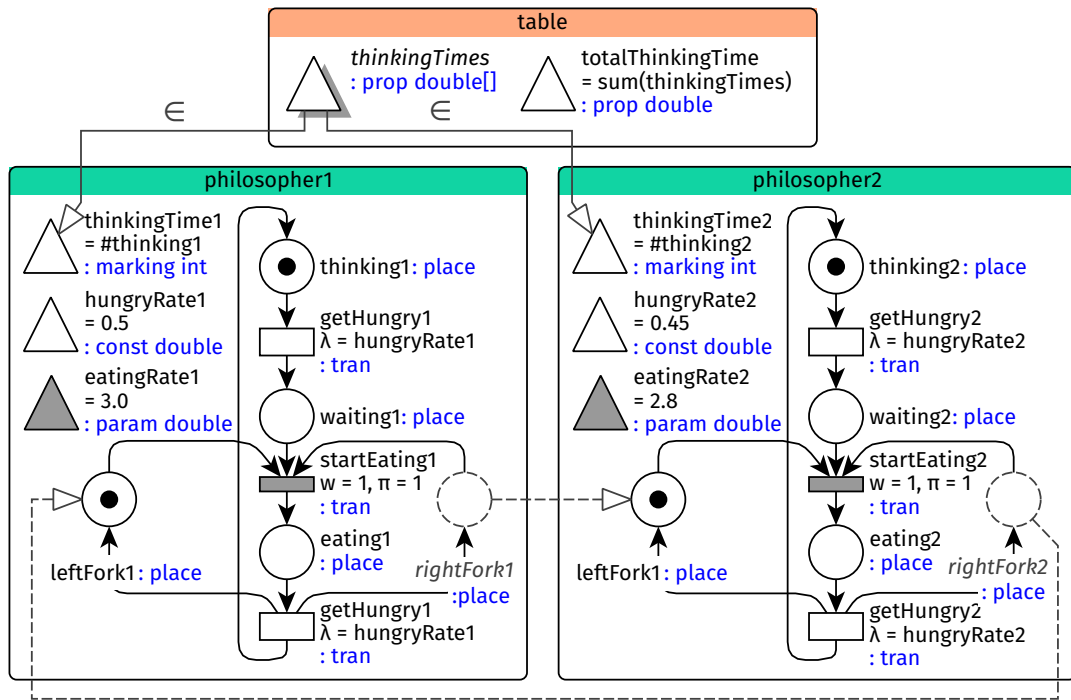 table
thinkingTimes
: prop double[]
totalThinkingTime
= sum(thinkingTimes)
: prop double
∈
∈
philosopher1
thinkingTime1
= #thinking1
: marking int
hungryRate1
= 0.5
: const double
eatingRate1
= 3.0
: param double
thinking1: place
getHungry1
λ = hungryRate1
: tran
waiting1: place
startEating1
w = 1, π = 1
: tran
eating1
: place
leftFork1: place
rightFork1
:place
getHungry1
λ = hungryRate1
: tran
philosopher2
thinkingTime2
= #thinking2
: marking int
hungryRate2
= 0.45
: const double
eatingRate2
= 2.8
: param double
thinking2: place
getHungry2
λ = hungryRate2
: tran
waiting2: place
startEating2
w = 1, π = 1
: tran
eating2
: place
leftFork1: place
rightFork2
: place
getHungry2
λ = hungryRate2
: tran